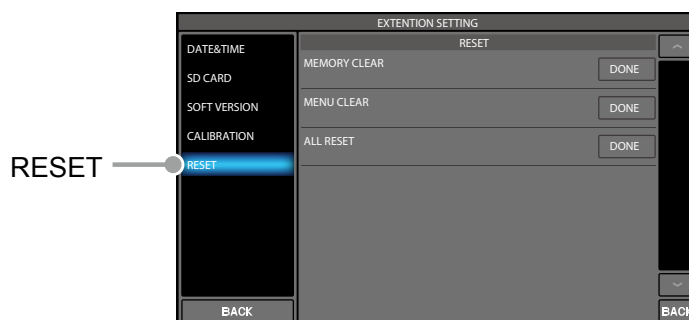 EXTENTION SETTING
RESET
DATE&TIME
SD CARD
SOFT VERSION
CALIBRATION
RESET
BACK
RESET
MEMORY CLEAR DONE
MENU CLEAR DONE
ALL RESET DONE
BACK